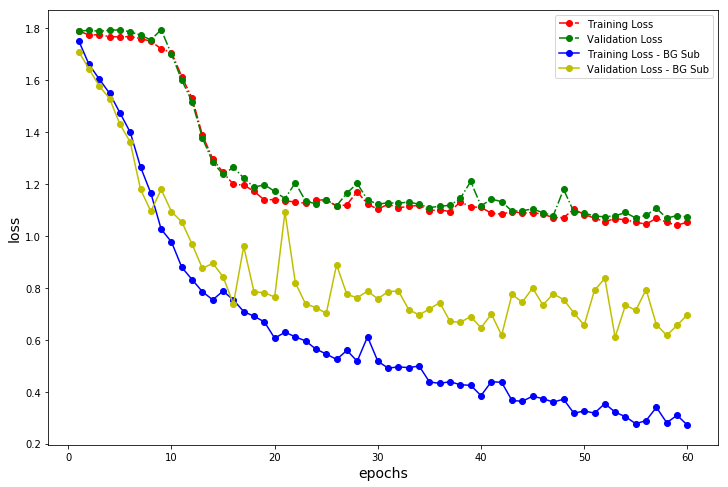 Training Loss
Validation Loss
Training Loss - BG Sub
Validation Loss - BG Sub
1.8
1.6
1.4
1.2
1.0
0.8
0.6
0.4
0.2
loss
0 10 20 30 40 50 60
epochs